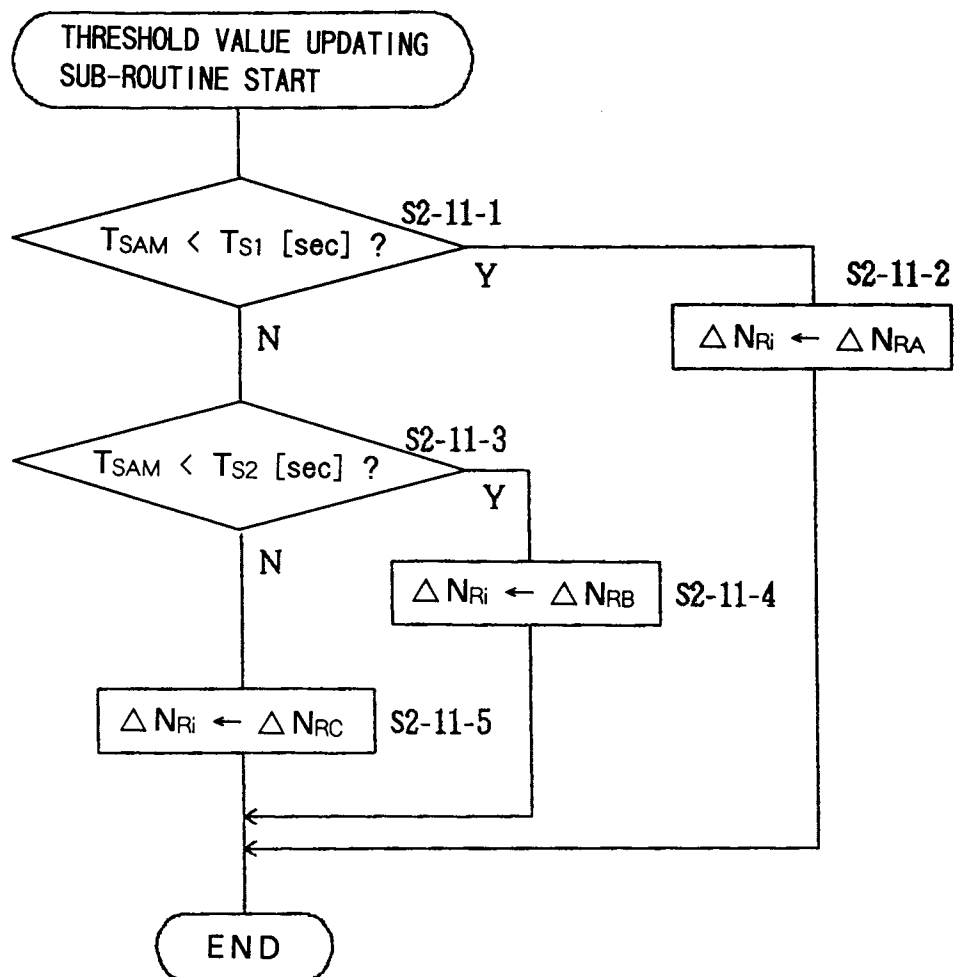 THRESHOLD VALUE UPDATING
SUB-ROUTINE START
S2-11-1
TSAM < TS1 [sec] ?
Y
S2-11-2
N
△NRi ← △NRA
S2-11-3
TSAM < TS2 [sec] ?
Y
N
△NRi ← △NRB S2-11-4
△NRi ← △NRC S2-11-5
END